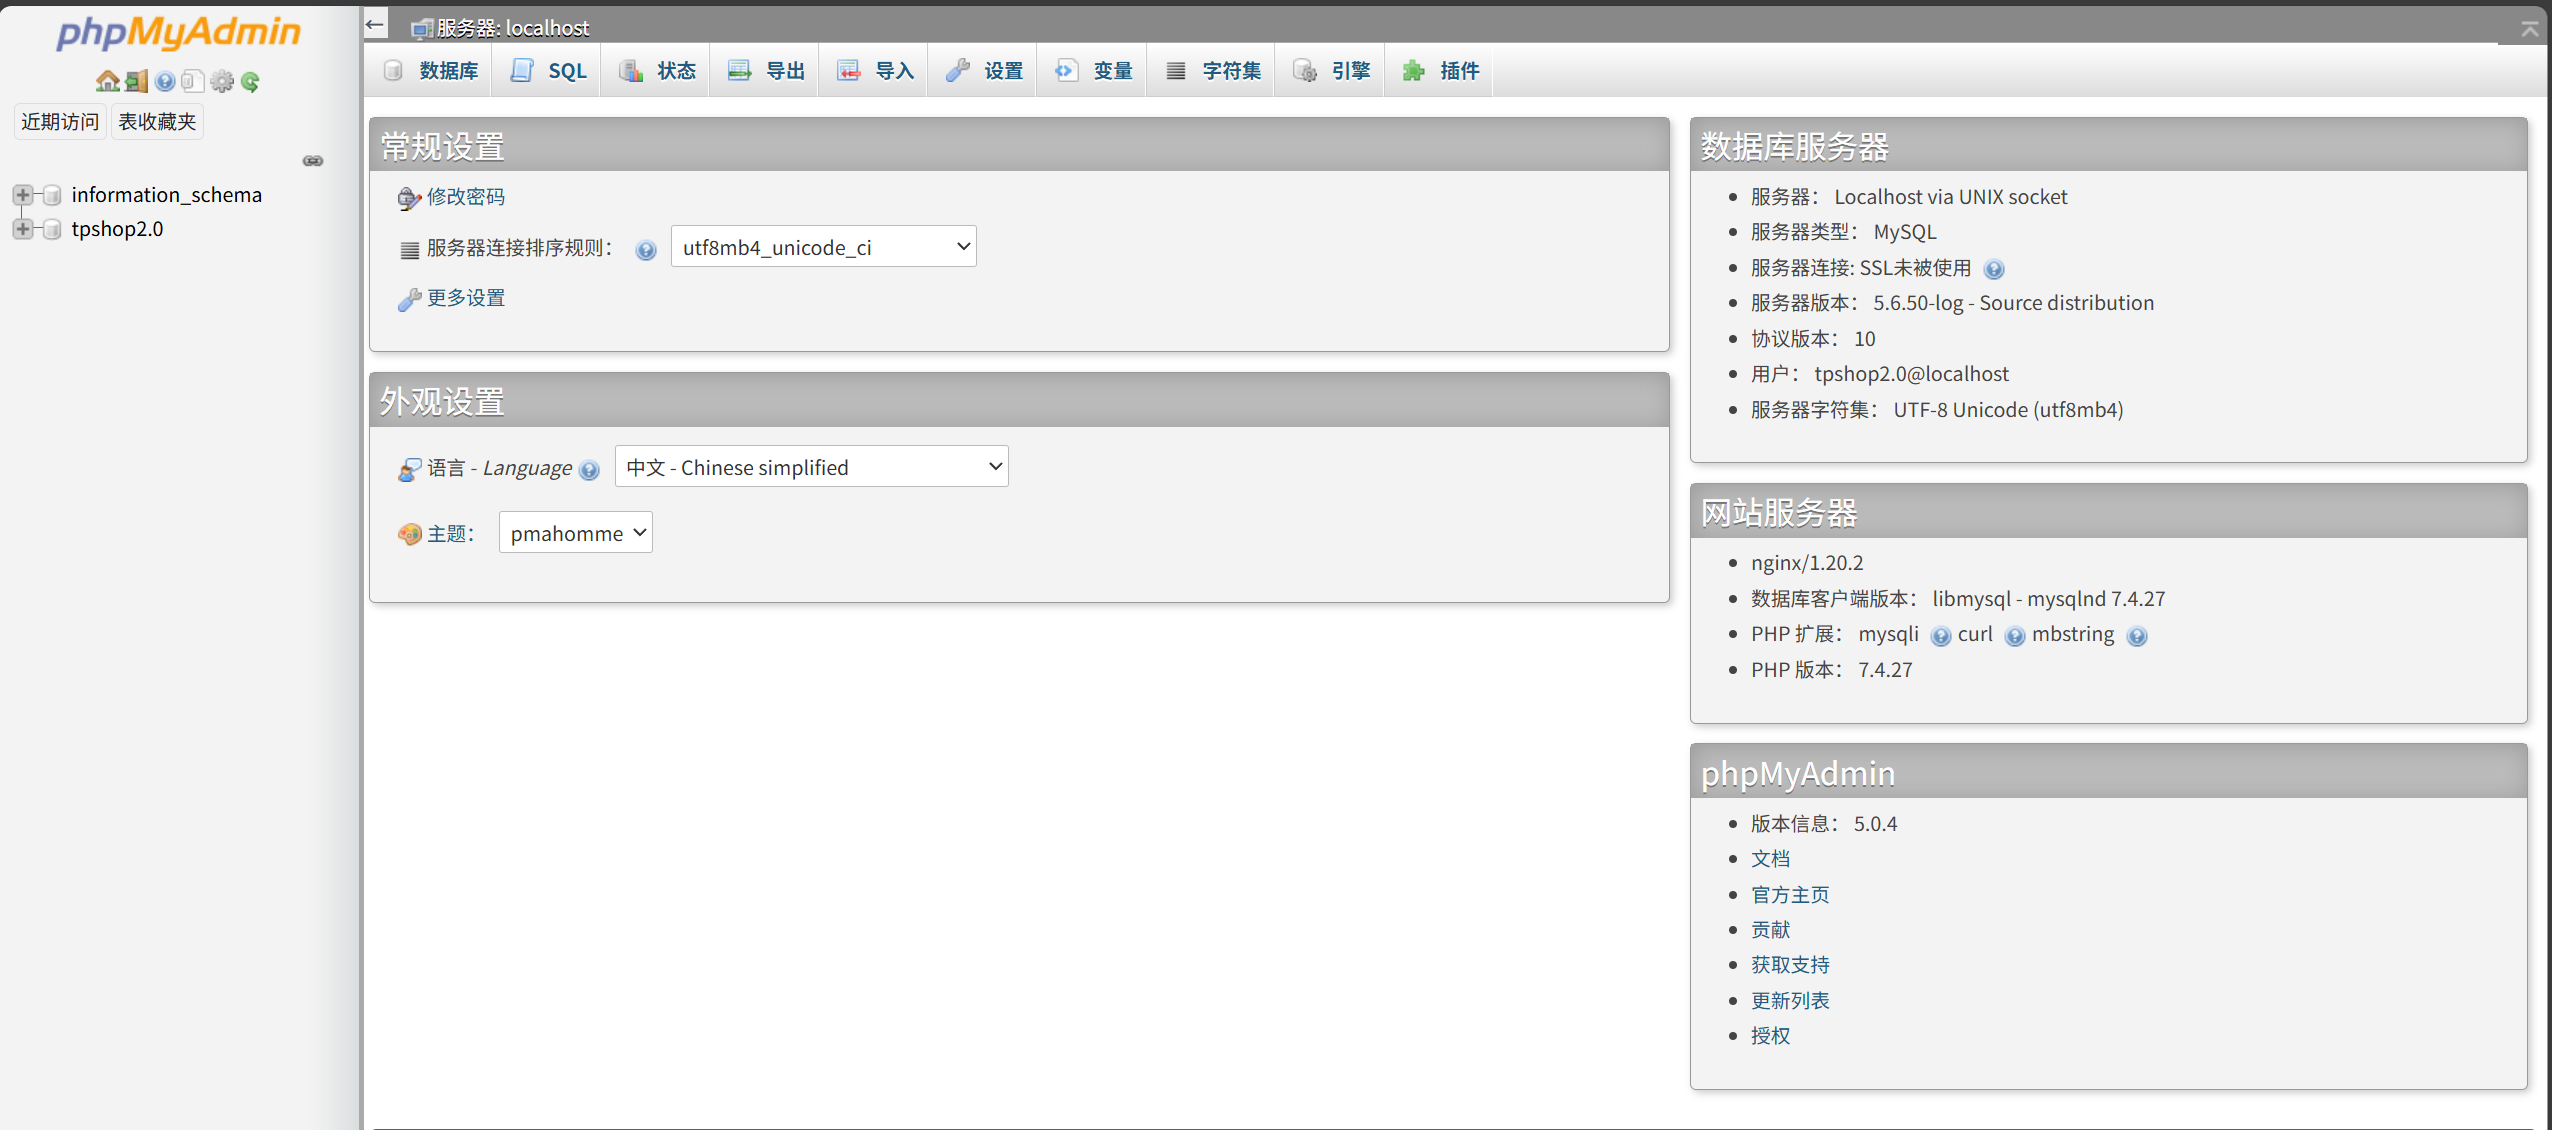 phpMyAdmin
近期访问 表收藏夹
information_schema
tpshop2.0
服务器: localhost
数据库 SQL 状态 导出 导入 设置 变量 字符集 引擎 插件
常规设置
修改密码
服务器连接排序规则： utf8mb4_unicode_ci
更多设置
外观设置
语言 - Language 中文 - Chinese simplified
主题： pmahomme
数据库服务器
服务器： Localhost via UNIX socket
服务器类型： MySQL
服务器连接: SSL未被使用
服务器版本： 5.6.50-log - Source distribution
协议版本： 10
用户： tpshop2.0@localhost
服务器字符集： UTF-8 Unicode (utf8mb4)
网站服务器
nginx/1.20.2
数据库客户端版本： libmysql - mysqlnd 7.4.27
PHP 扩展： mysqli curl mbstring
PHP 版本： 7.4.27
phpMyAdmin
版本信息： 5.0.4
文档
官方主页
贡献
获取支持
更新列表
授权